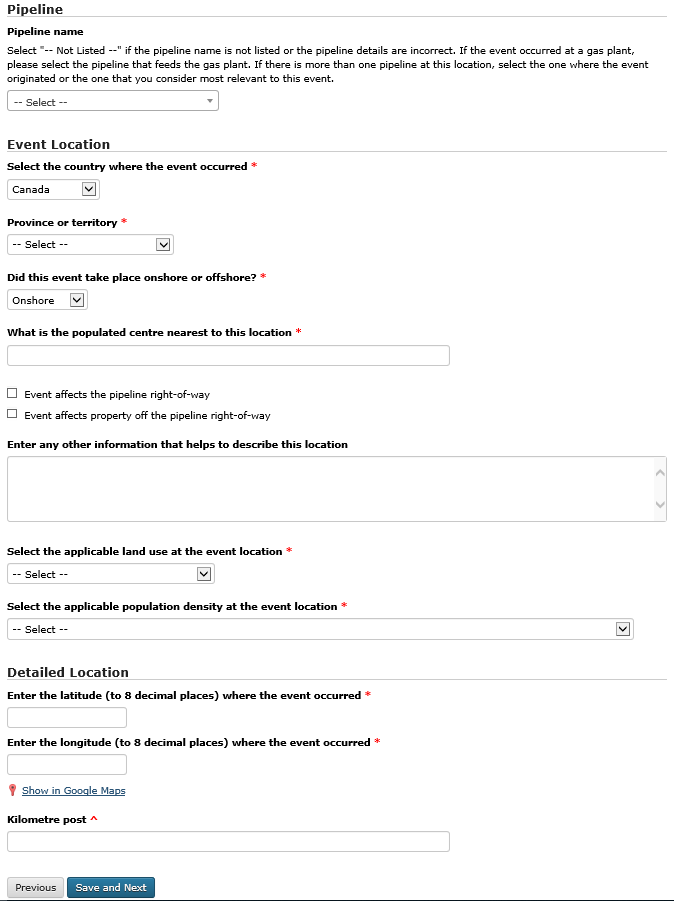 Pipeline
Pipeline name
Select "-- Not Listed --" if the pipeline name is not listed or the pipeline details are incorrect. If the event occurred at a gas plant,
please select the pipeline that feeds the gas plant. If there is more than one pipeline at this location, select the one where the event
originated or the one that you consider most relevant to this event.
-- Select --
Event Location
Select the country where the event occurred *
Canada
Province or territory *
-- Select --
Did this event take place onshore or offshore? *
Onshore
What is the populated centre nearest to this location *
Event affects the pipeline right-of-way
Event affects property off the pipeline right-of-way
Enter any other information that helps to describe this location
Select the applicable land use at the event location *
-- Select --
Select the applicable population density at the event location *
-- Select --
Detailed Location
Enter the latitude (to 8 decimal places) where the event occurred *
Enter the longitude (to 8 decimal places) where the event occurred *
Show in Google Maps
Kilometre post ^
Previous Save and Next